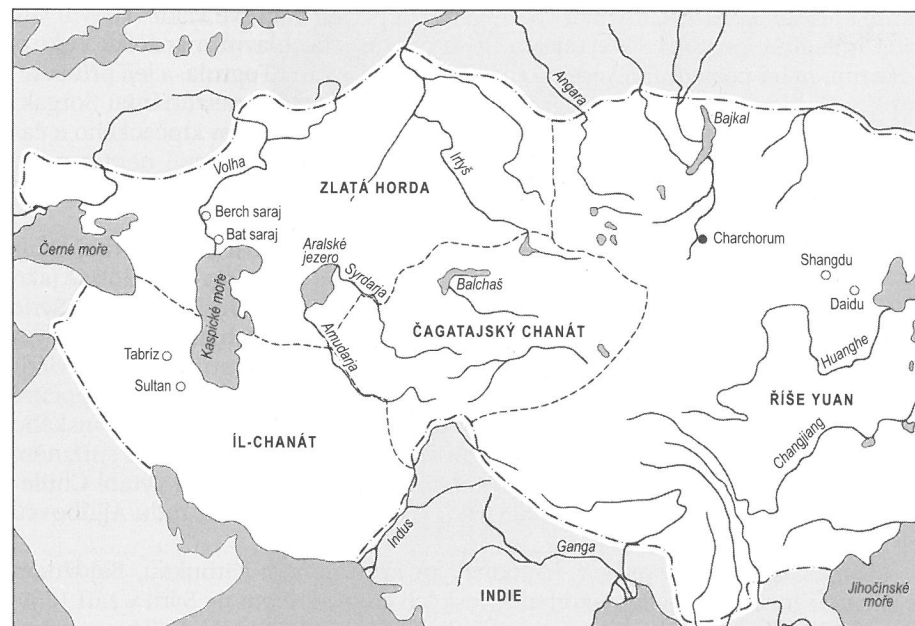 Angara
Bajkal
Volha
Irtyš
ZLATÁ HORDA
Berch saraj
Bat saraj
Černé moře
Aralské
jezero
Charchorum
Shangdu
Daidu
Syrdarja
Balchaš
Kaspické moře
ČAGATAJSKÝ CHANÁT
Amudarja
Huanghe
Tabriz
Sultan
ŘÍŠE YUAN
ÍL-CHANÁT
Changjiang
Indus
Ganga
INDIE
Jihočínské
moře